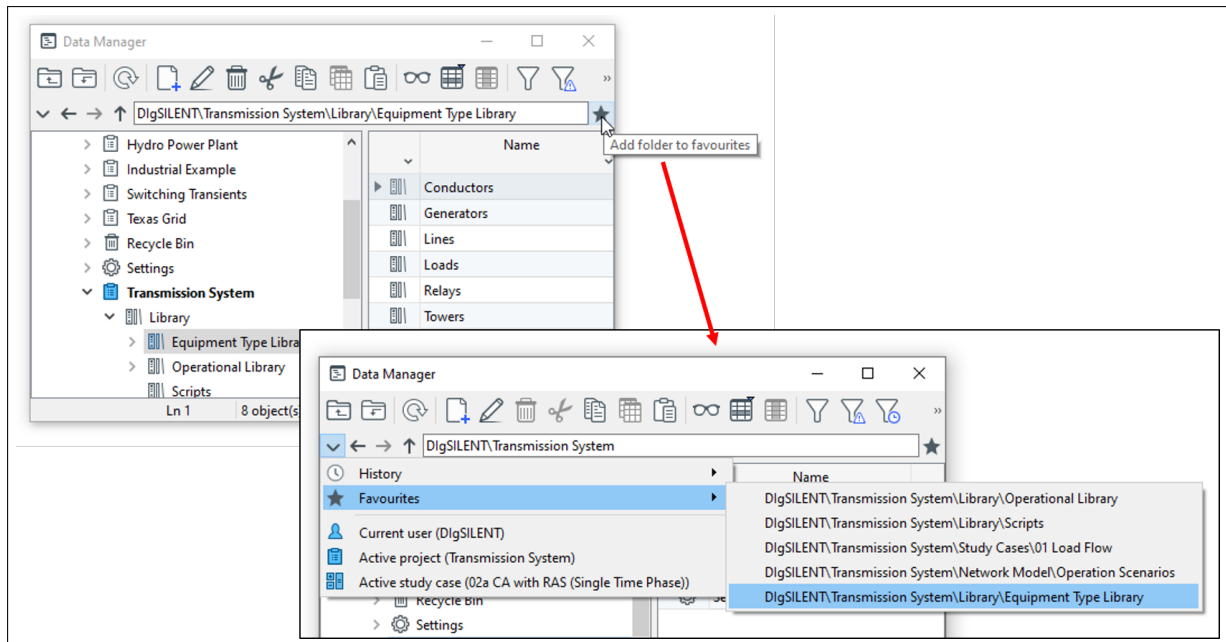 Data Manager
DIgSILENT\Transmission System\Library\Equipment Type Library
Add folder to favourites
Hydro Power Plant
Industrial Example
Switching Transients
Texas Grid
Recycle Bin
Settings
Transmission System
Library
Equipment Type Libra
Operational Library
Scripts
Name
Conductors
Generators
Lines
Loads
Relays
Towers
Ln 1
8 object(s
Data Manager
DIgSILENT\Transmission System
History
Favourites
Current user (DIgSILENT)
Active project (Transmission System)
Active study case (02a CA with RAS (Single Time Phase))
Name
DIgSILENT\Transmission System\Library\Operational Library
DIgSILENT\Transmission System\Library\Scripts
DIgSILENT\Transmission System\Study Cases\01 Load Flow
DIgSILENT\Transmission System\Network Model\Operation Scenarios
DIgSILENT\Transmission System\Library\Equipment Type Library
Recycle Bin
Settings